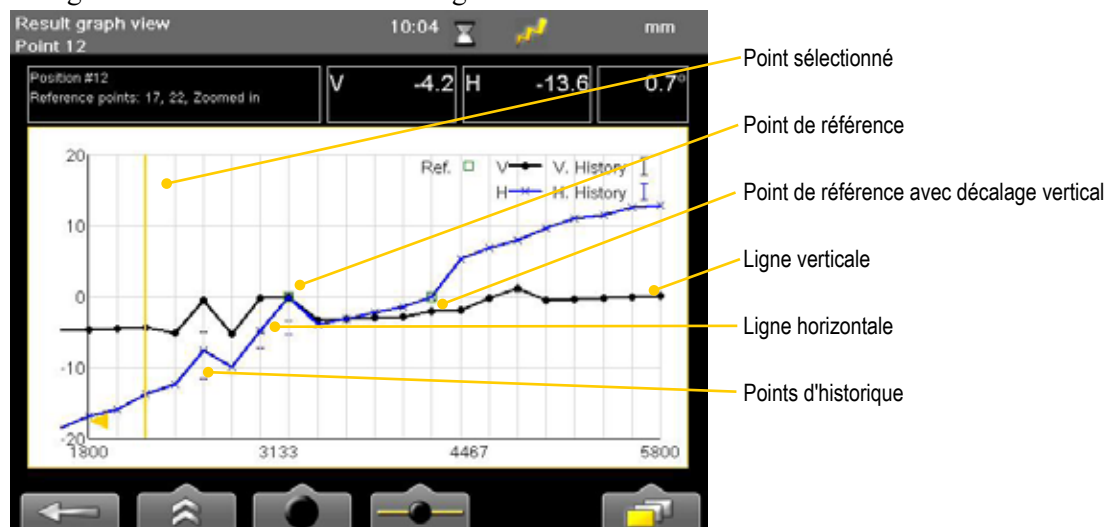 Result graph view
Point 12
10:04
mm
Position #12
Reference points: 17, 22, Zoomed in
V -4.2
H -13.6
0.7°
Ref. V V. History
H H. History
20
10
0
-10
-20
1800 3133 4467 5800
Point sélectionné
Point de référence
Point de référence avec décalage vertical
Ligne verticale
Ligne horizontale
Points d'historique